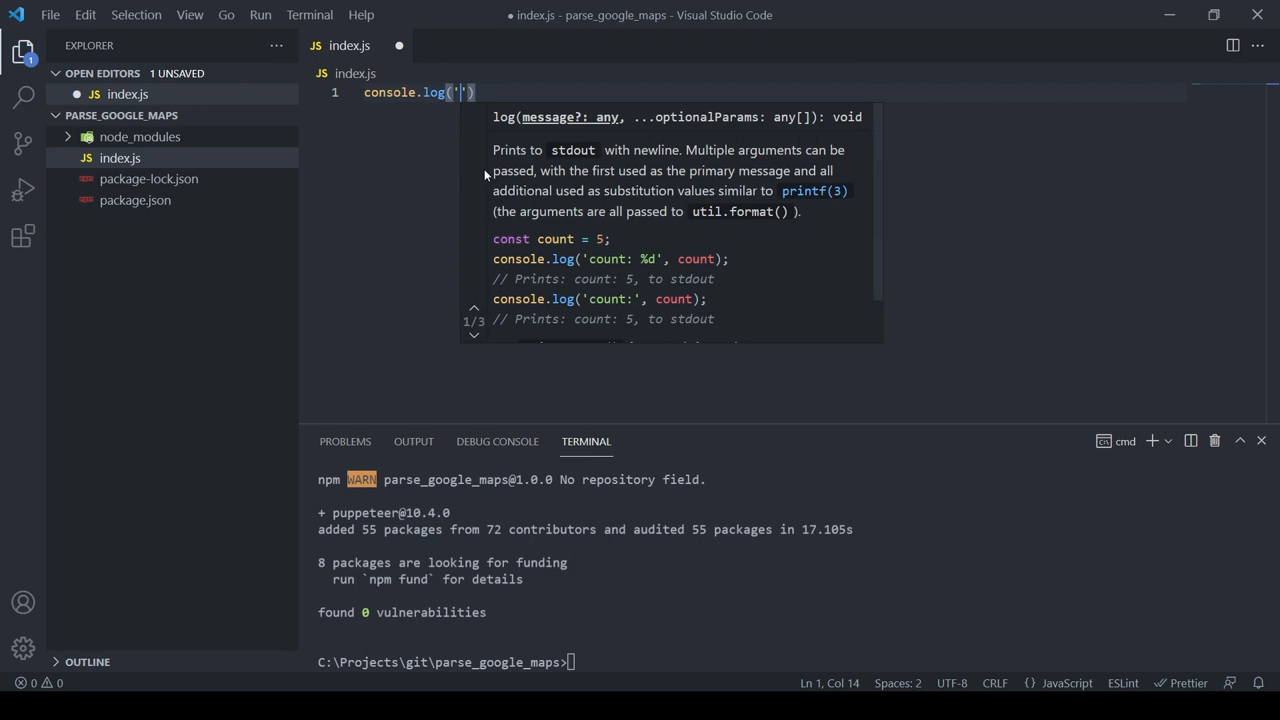 File Edit Selection View Go Run Terminal Help
● index.js - parse_google_maps - Visual Studio Code
EXPLORER
JS index.js
1
OPEN EDITORS 1 UNSAVED
JS index.js
JS index.js
PARSE_GOOGLE_MAPS
node_modules
JS index.js
package-lock.json
package.json
OUTLINE
1 console.log('')
log(message?: any, ...optionalParams: any[]): void
Prints to stdout with newline. Multiple arguments can be
passed, with the first used as the primary message and all
additional used as substitution values similar to printf(3)
(the arguments are all passed to util.format() ).
const count = 5;
console.log('count: %d', count);
// Prints: count: 5, to stdout
console.log('count:', count);
// Prints: count: 5, to stdout
1/3
PROBLEMS OUTPUT DEBUG CONSOLE TERMINAL
cmd
npm WARN parse_google_maps@1.0.0 No repository field.
+ puppeteer@10.4.0
added 55 packages from 72 contributors and audited 55 packages in 17.105s
8 packages are looking for funding
run `npm fund` for details
found 0 vulnerabilities
C:\Projects\git\parse_google_maps>
0 0
Ln 1, Col 14 Spaces: 2 UTF-8 CRLF {} JavaScript ESLint Prettier